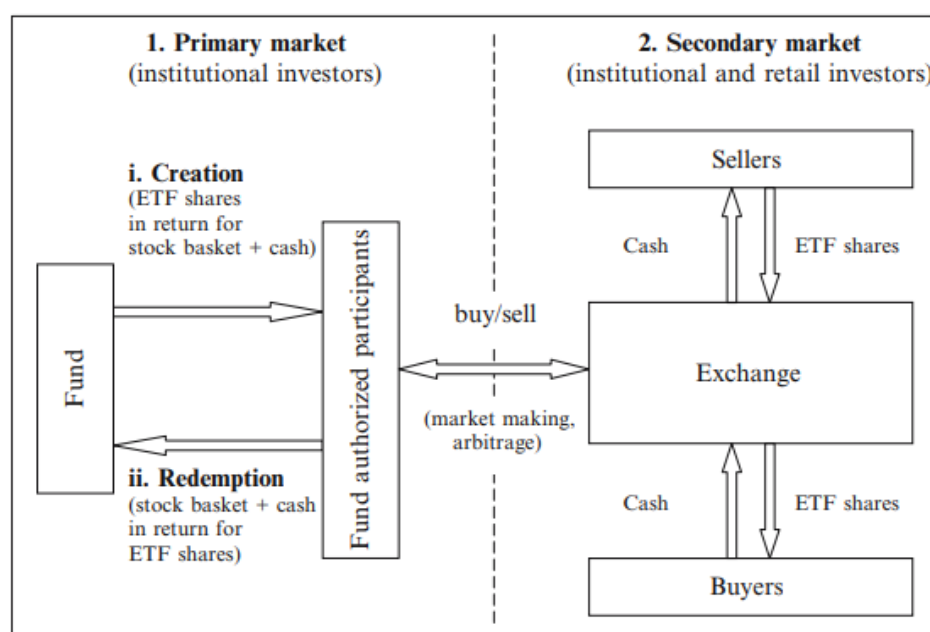 1. Primary market
(institutional investors)
i. Creation
(ETF shares
in return for
stock basket + cash)
Fund
Fund authorized participants
ii. Redemption
(stock basket + cash
in return for
ETF shares)
buy/sell
(market making,
arbitrage)
2. Secondary market
(institutional and retail investors)
Sellers
Cash
ETF shares
Exchange
Cash
ETF shares
Buyers